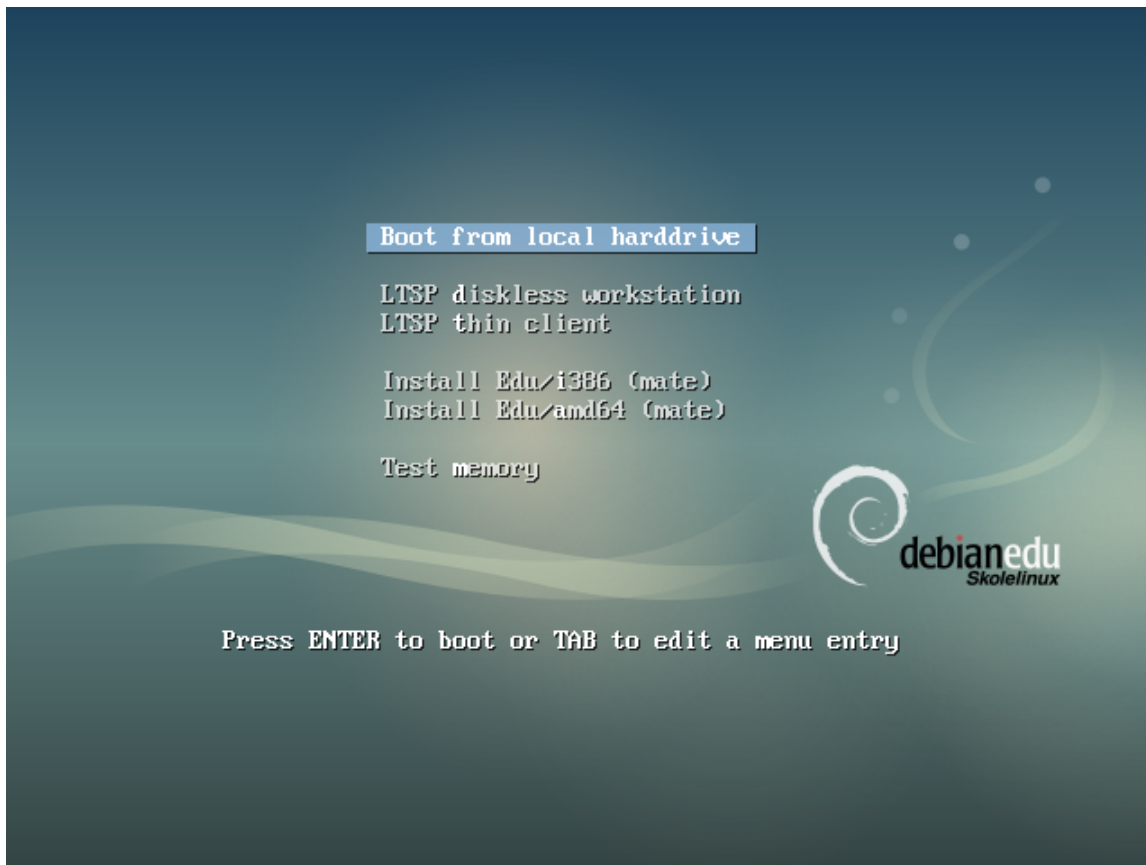 Boot from local harddrive
LTSP diskless workstation
LTSP thin client
Install Edu/i386 (mate)
Install Edu/amd64 (mate)
Test memory
debianedu
Skolelinux
Press ENTER to boot or TAB to edit a menu entry